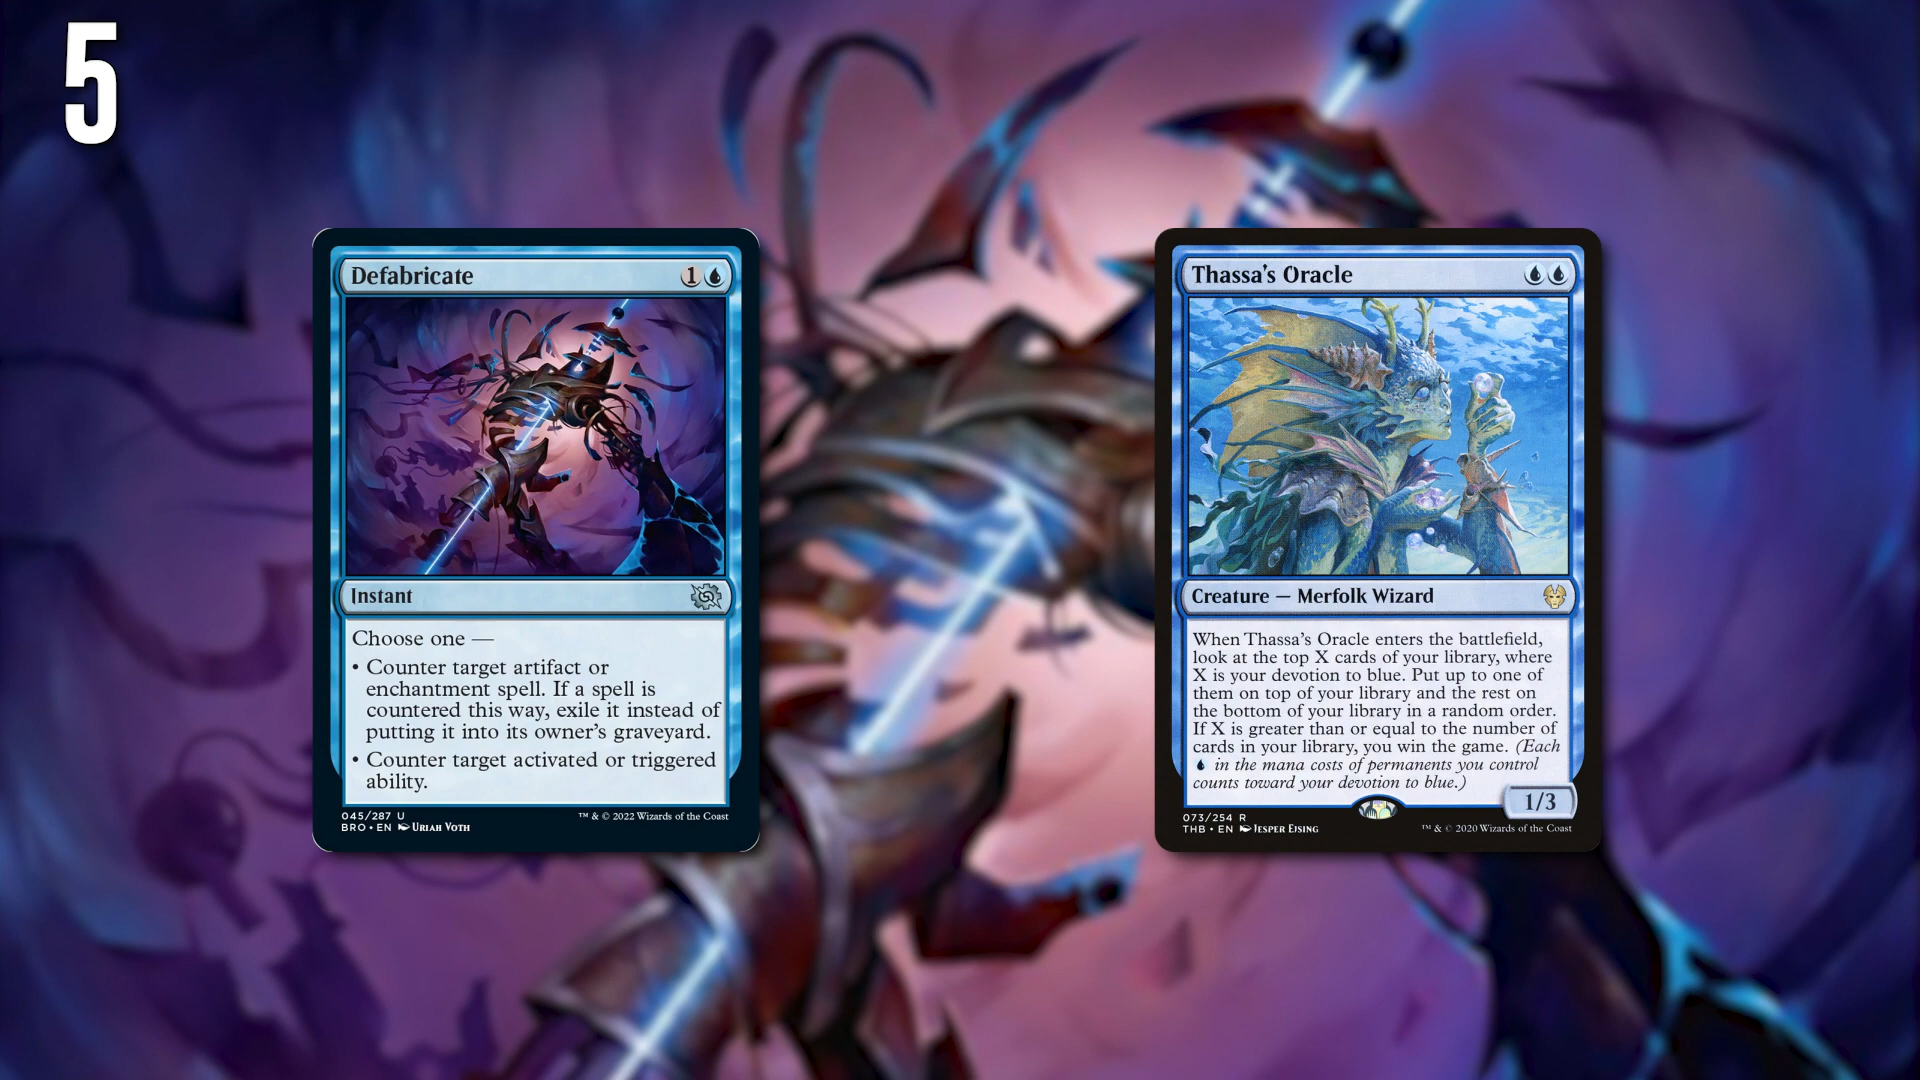 5
Defabricate 1
Instant
Choose one —
• Counter target artifact or
enchantment spell. If a spell is
countered this way, exile it instead of
putting it into its owner's graveyard.
• Counter target activated or triggered
ability.
045/287 U
BRO • EN Uriah Voth
™ & © 2022 Wizards of the Coast
Thassa's Oracle
Creature — Merfolk Wizard
When Thassa's Oracle enters the battlefield,
look at the top X cards of your library, where
X is your devotion to blue. Put up to one of
them on top of your library and the rest on
the bottom of your library in a random order.
If X is greater than or equal to the number of
cards in your library, you win the game. (Each
in the mana costs of permanents you control
counts toward your devotion to blue.)
1/3
073/254 R
THB • EN Jesper Ejsing
™ & © 2020 Wizards of the Coast